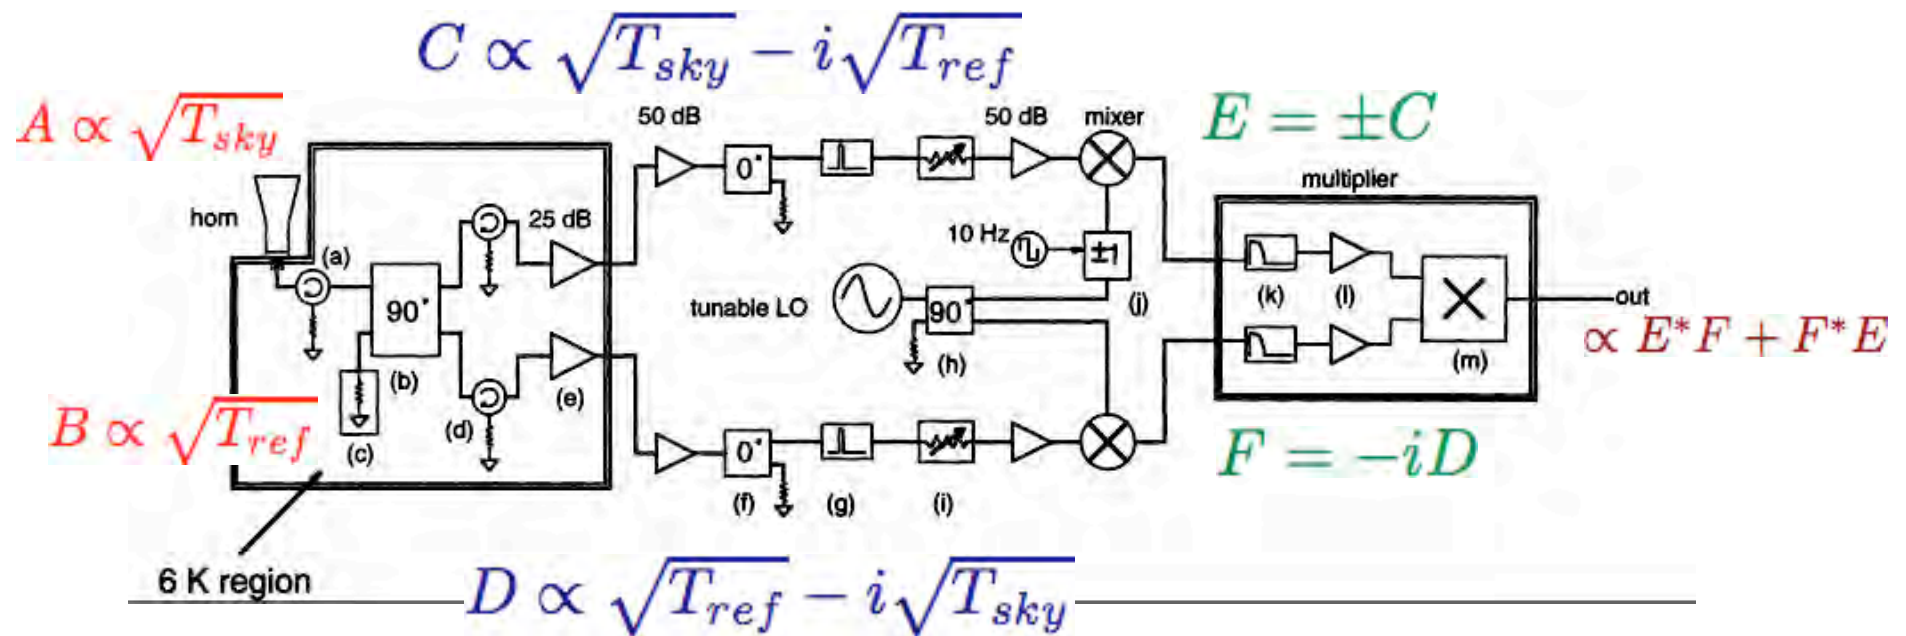 C ∝ √T_sky − i√T_ref
A ∝ √T_sky
50 dB
50 dB
mixer
E = ±C
0°
multiplier
horn
25 dB
(a)
10 Hz
±1
90°
tunable LO
90°
(j)
(k)
(l)
out
∝ E*F + F*E
(b)
(h)
(m)
(e)
B ∝ √T_ref
(d)
(c)
0°
F = −iD
(f)
(g)
(i)
6 K region
D ∝ √T_ref − i√T_sky